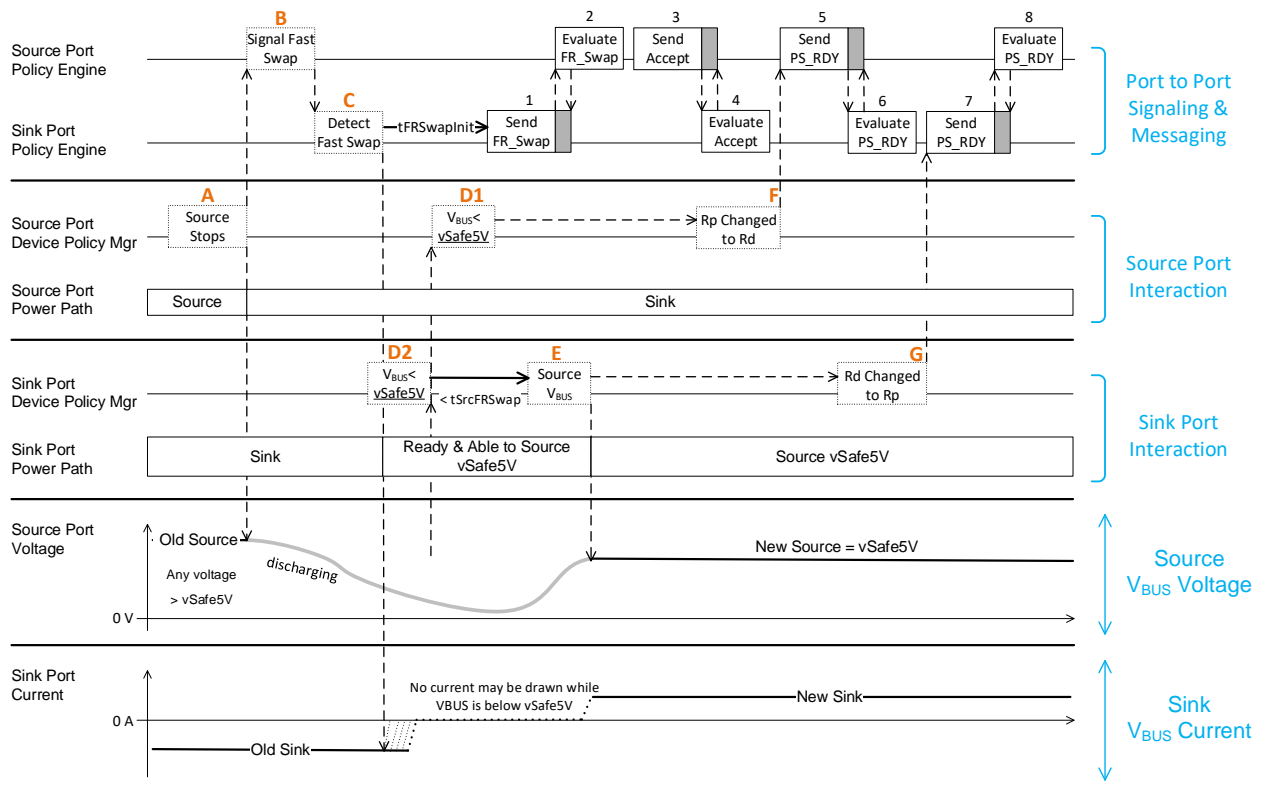 B
2
3
5
8
Source Port
Policy Engine
Signal Fast
Swap
Evaluate
FR_Swap
Send
Accept
Send
PS_RDY
Evaluate
PS_RDY
Port to Port
Signaling &
Messaging
C
1
4
6
7
Sink Port
Policy Engine
Detect
Fast Swap
tFRSwapInit
Send
FR_Swap
Evaluate
Accept
Evaluate
PS_RDY
Send
PS_RDY
A
D1
F
Source Port
Device Policy Mgr
Source
Stops
VBUS<
vSafe5V
Rp Changed
to Rd
Source Port
Interaction
Source Port
Power Path
Source
Sink
D2
E
G
Sink Port
Device Policy Mgr
VBUS<
vSafe5V
< tSrcFRSwap
Source
VBUS
Rd Changed
to Rp
Sink Port
Interaction
Sink Port
Power Path
Sink
Ready & Able to Source
vSafe5V
Source vSafe5V
Source Port
Voltage
Old Source
discharging
New Source = vSafe5V
Any voltage
> vSafe5V
0 V
Source
VBUS Voltage
Sink Port
Current
No current may be drawn while
VBUS is below vSafe5V
New Sink
0 A
Old Sink
Sink
VBUS Current